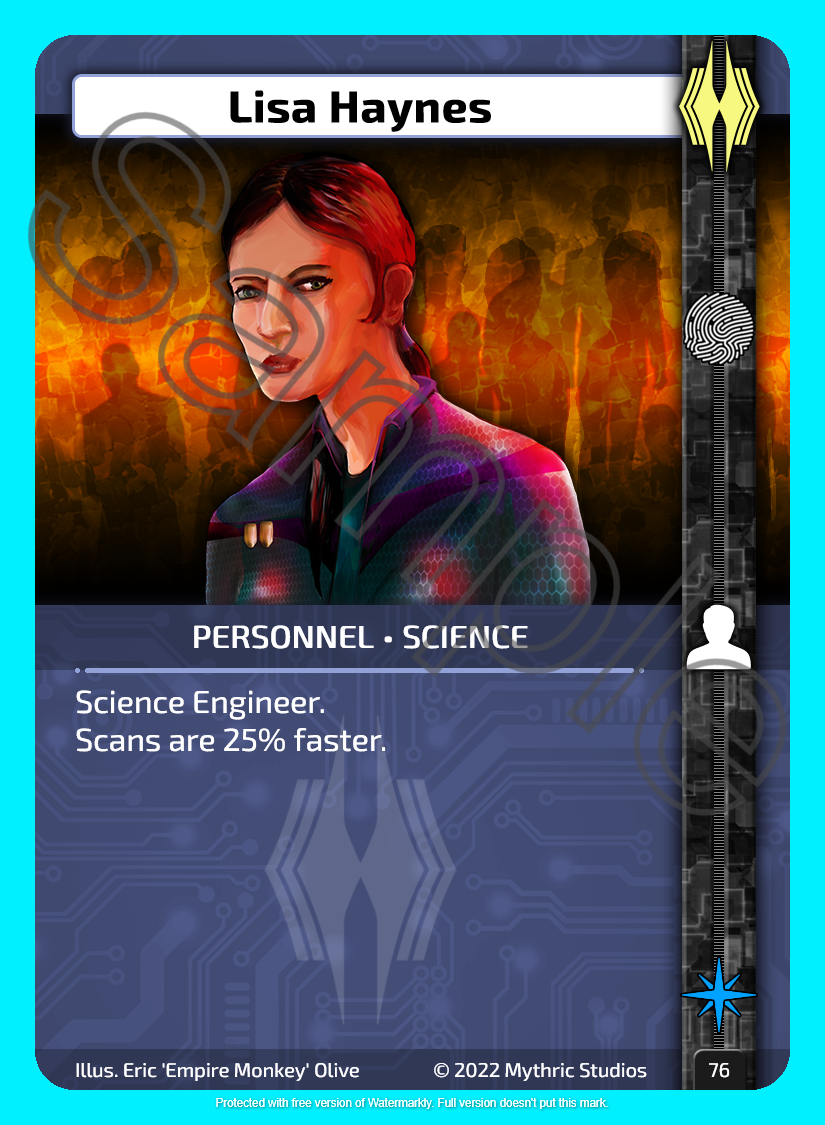 Lisa Haynes
Sample
PERSONNEL • SCIENCE
Science Engineer.
Scans are 25% faster.
Illus. Eric 'Empire Monkey' Olive
© 2022 Mythric Studios
76
Protected with free version of Watermarkly. Full version doesn't put this mark.